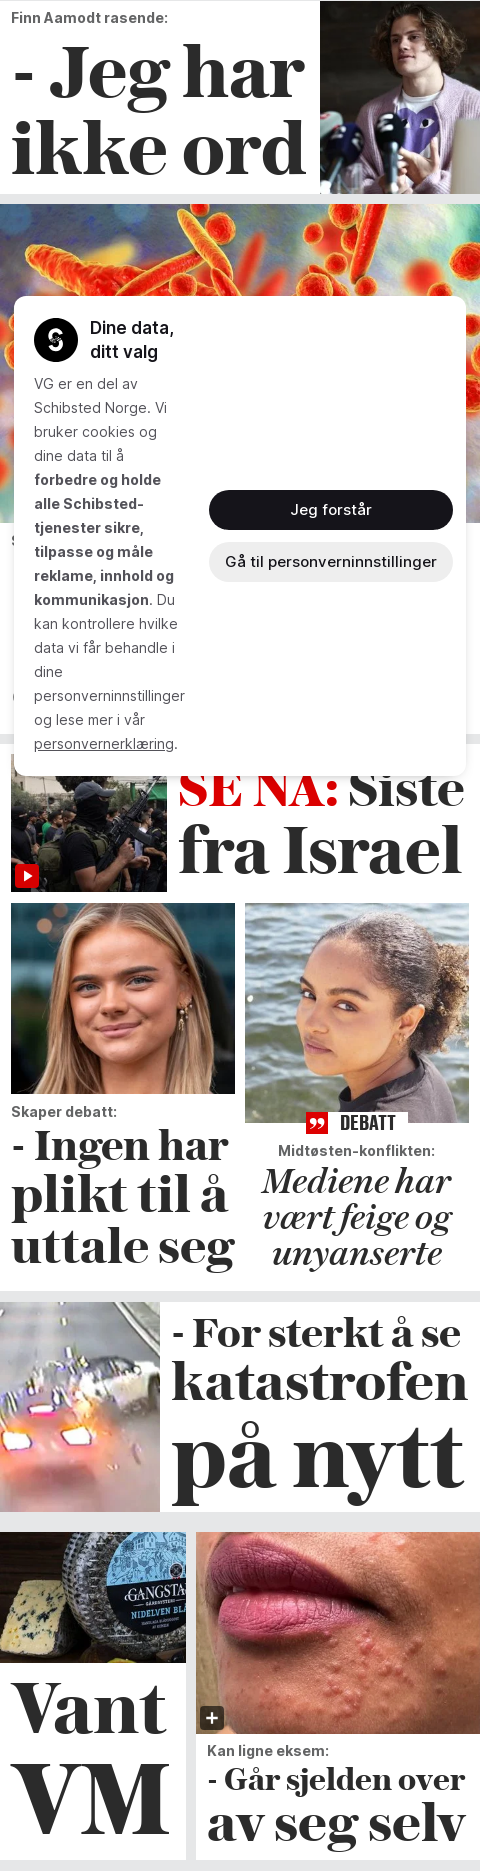 Finn Aamodt rasende:
- Jeg har
ikke ord
Dine data,
ditt valg
VG er en del av
Schibsted Norge. Vi
bruker cookies og
dine data til å
forbedre og holde
alle Schibsted-
tjenester sikre,
tilpasse og måle
reklame, innhold og
kommunikasjon. Du
kan kontrollere hvilke
data vi får behandle i
dine
personverninnstillinger
og lese mer i vår
personvernerklæring.
Jeg forstår
Gå til personverninnstillinger
SE NÅ: Siste
fra Israel
Skaper debatt:
- Ingen har
plikt til å
uttale seg
DEBATT
Midtøsten-konflikten:
Mediene har
vært feige og
unyanserte
- For sterkt å se
katastrofen
på nytt
GANGSTA
NIDELVEN BLÅ
Vant
VM
Kan ligne eksem:
- Går sjelden over
av seg selv